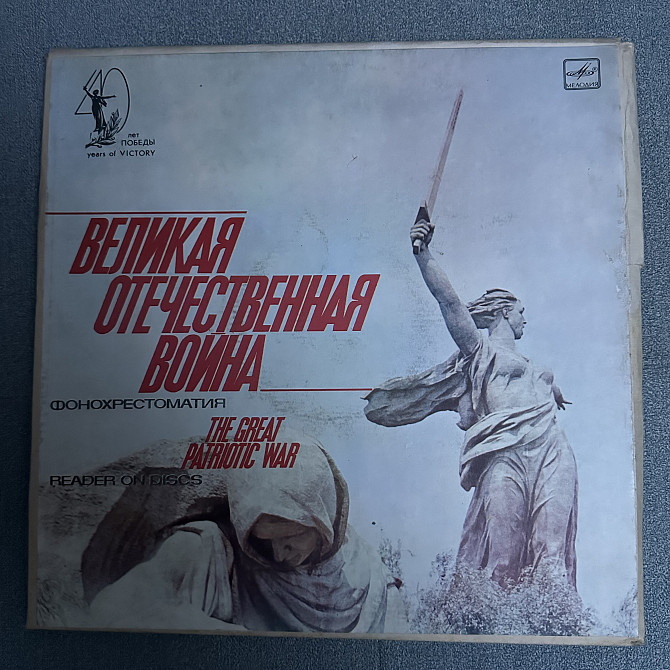 40
лет
ПОБЕДЫ
years of VICTORY
МЕЛОДИЯ
ВЕЛИКАЯ
ОТЕЧЕСТВЕННАЯ
ВОЙНА
ФОНОХРЕСТОМАТИЯ
THE GREAT
PATRIOTIC WAR
READER ON DISCS